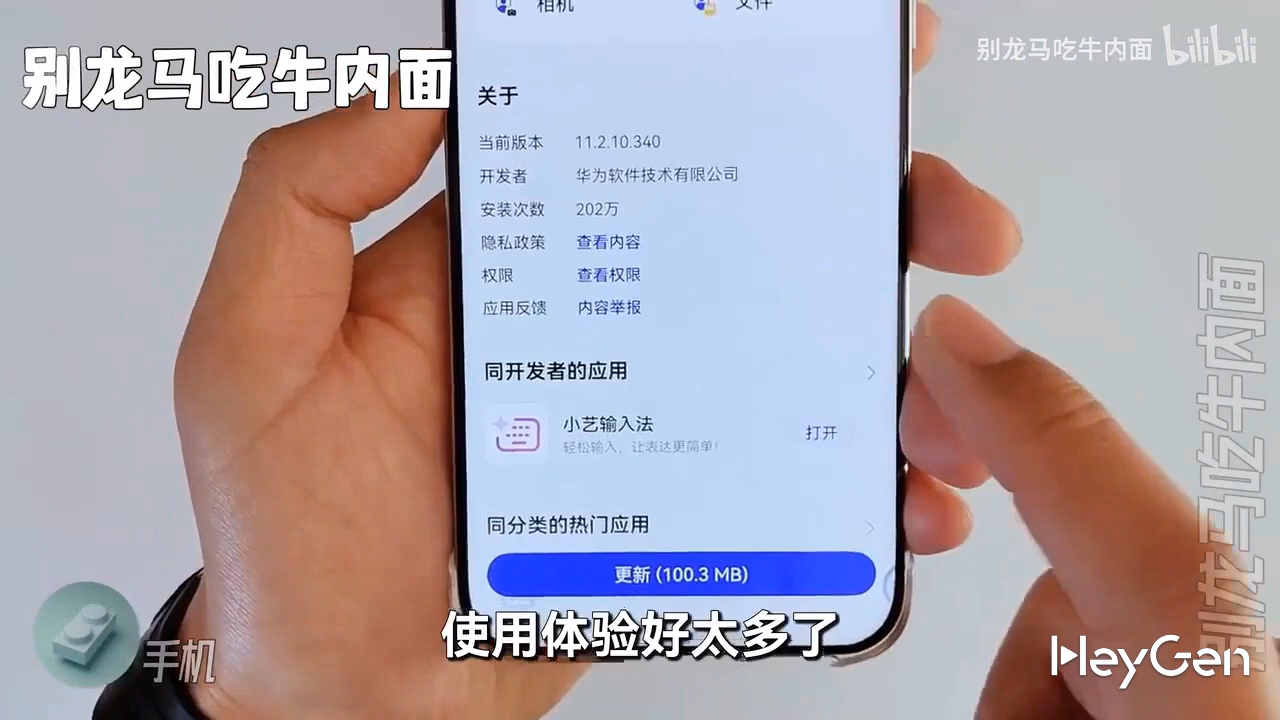 相机
文件
别龙马吃牛内面
别龙马吃牛内面 bilibili
关于
当前版本 11.2.10.340
开发者 华为软件技术有限公司
安装次数 202万
隐私政策 查看内容
权限 查看权限
应用反馈 内容举报
同开发者的应用
小艺输入法
轻松输入，让表达更简单！
打开
同分类的热门应用
更新 (100.3 MB)
使用体验好太多了
手机
HeyGen
别龙马吃牛内面